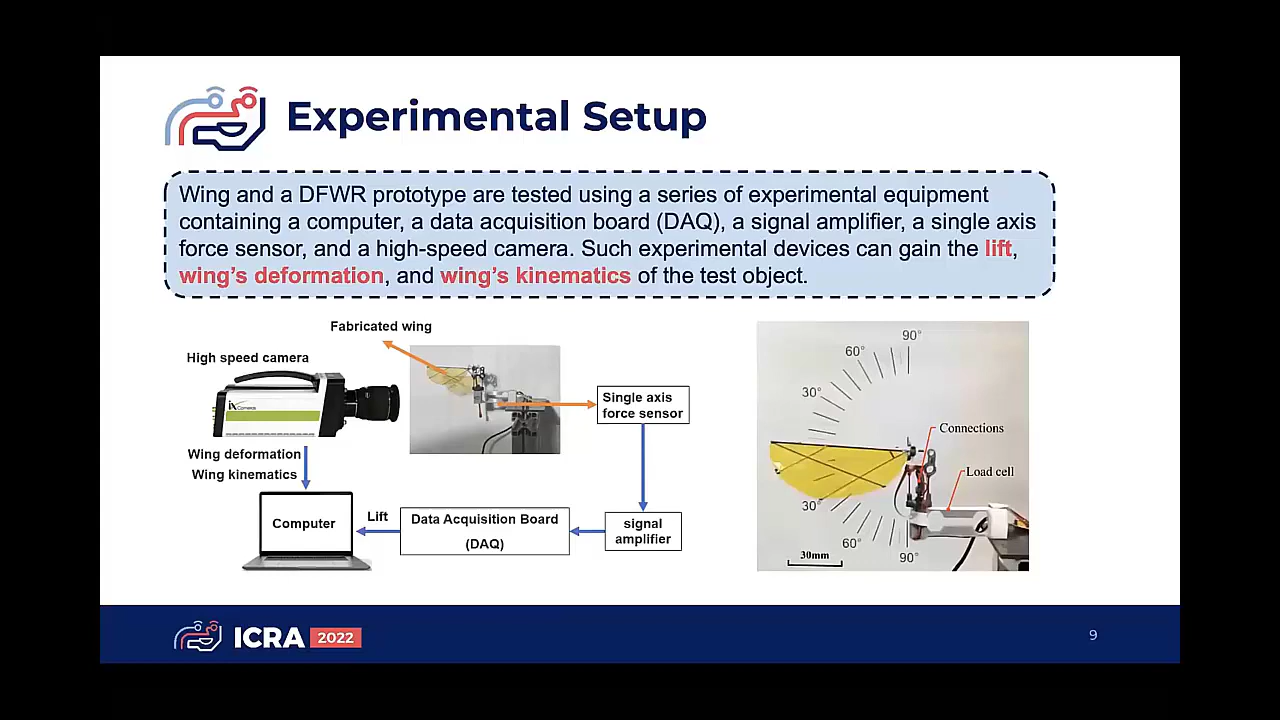 Experimental Setup
Wing and a DFWR prototype are tested using a series of experimental equipment
containing a computer, a data acquisition board (DAQ), a signal amplifier, a single axis
force sensor, and a high-speed camera. Such experimental devices can gain the lift,
wing's deformation, and wing's kinematics of the test object.
Fabricated wing
High speed camera
iX
Cameras
Single axis
force sensor
Wing deformation
Wing kinematics
Computer
Lift
Data Acquisition Board
(DAQ)
signal
amplifier
90°
60°
30°
Connections
Load cell
30°
60°
90°
30mm
ICRA 2022
9